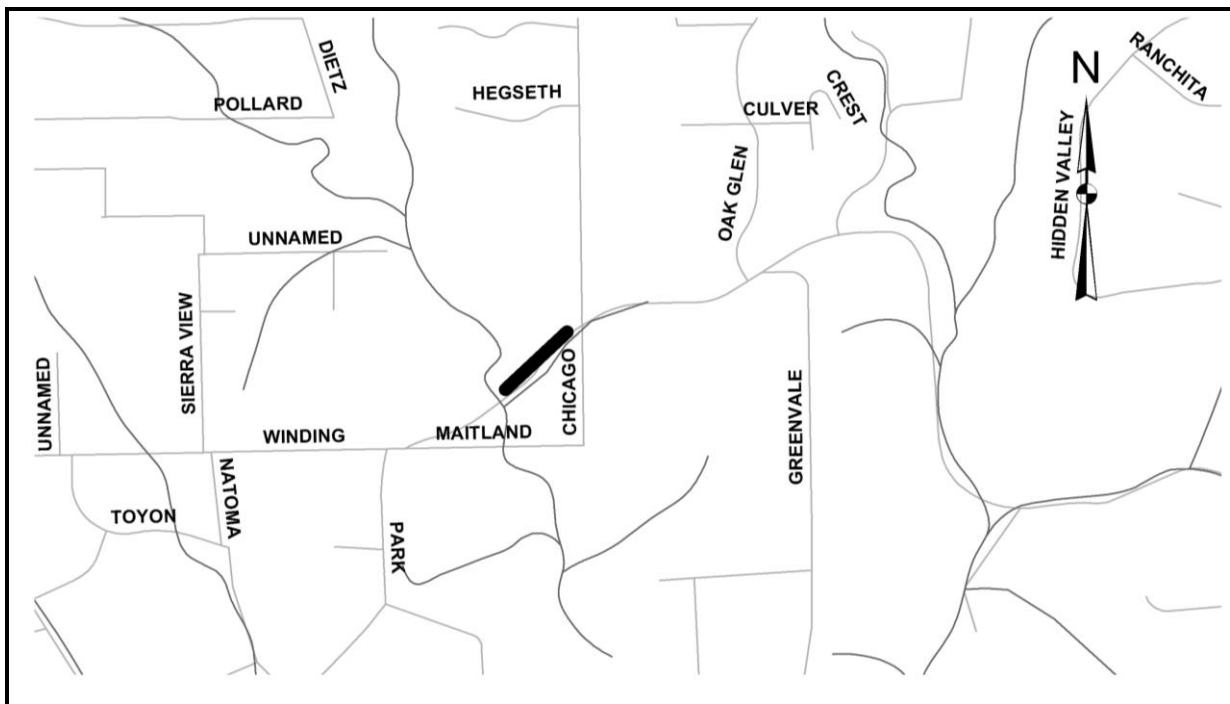 DIETZ
POLLARD
HEGSETH
CULVER
CREST
OAK GLEN
N
RANCHITA
HIDDEN VALLEY
UNNAMED
SIERRA VIEW
UNNAMED
WINDING
MAITLAND
CHICAGO
GREENVALE
NATOMA
TOYON
PARK